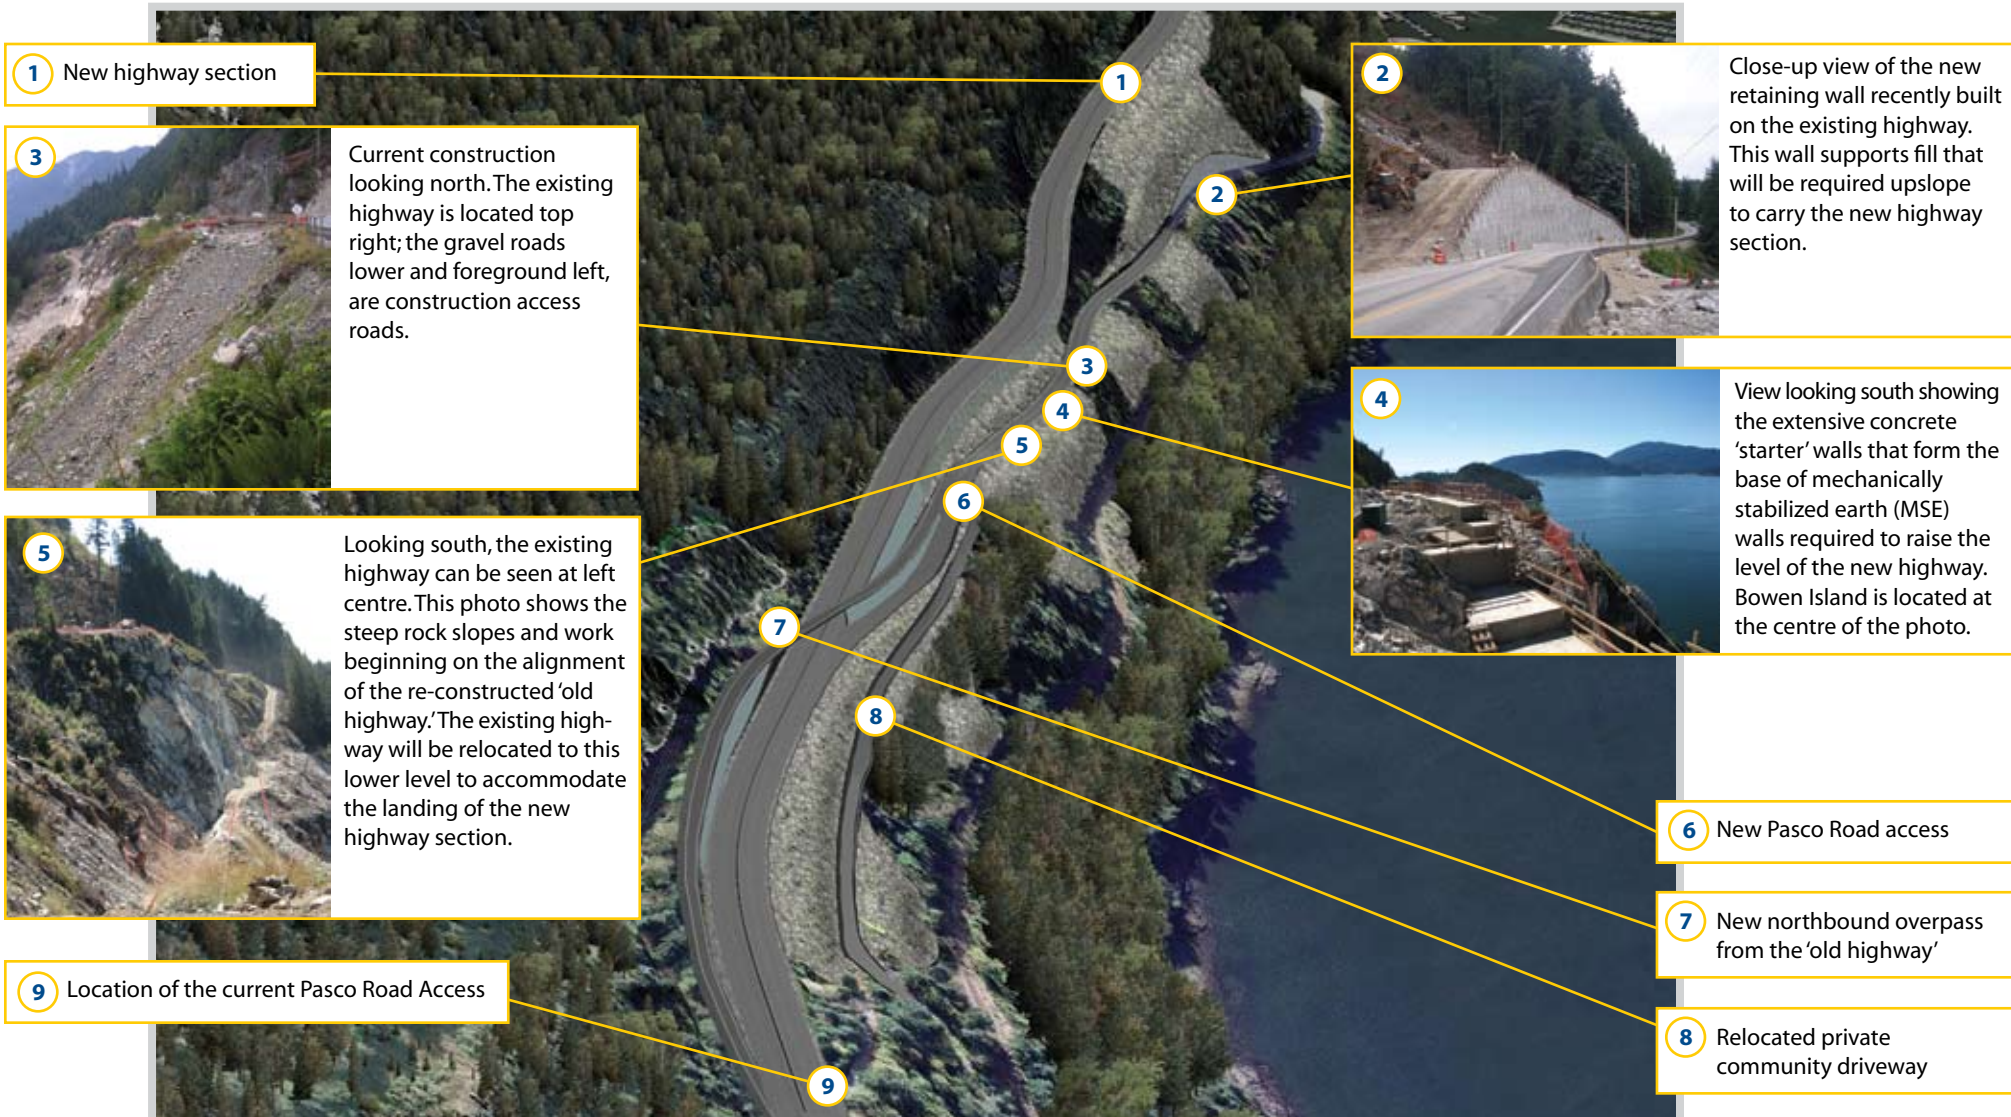 1 New highway section
3
Current construction
looking north. The existing
highway is located top
right; the gravel roads
lower and foreground left,
are construction access
roads.
5
Looking south, the existing
highway can be seen at left
centre. This photo shows the
steep rock slopes and work
beginning on the alignment
of the re-constructed ‘old
highway.’ The existing high-
way will be relocated to this
lower level to accommodate
the landing of the new
highway section.
9 Location of the current Pasco Road Access
1
2
3
4
5
6
7
8
9
2
Close-up view of the new
retaining wall recently built
on the existing highway.
This wall supports fill that
will be required upslope
to carry the new highway
section.
4
View looking south showing
the extensive concrete
‘starter’ walls that form the
base of mechanically
stabilized earth (MSE)
walls required to raise the
level of the new highway.
Bowen Island is located at
the centre of the photo.
6 New Pasco Road access
7 New northbound overpass
from the ‘old highway’
8 Relocated private
community driveway